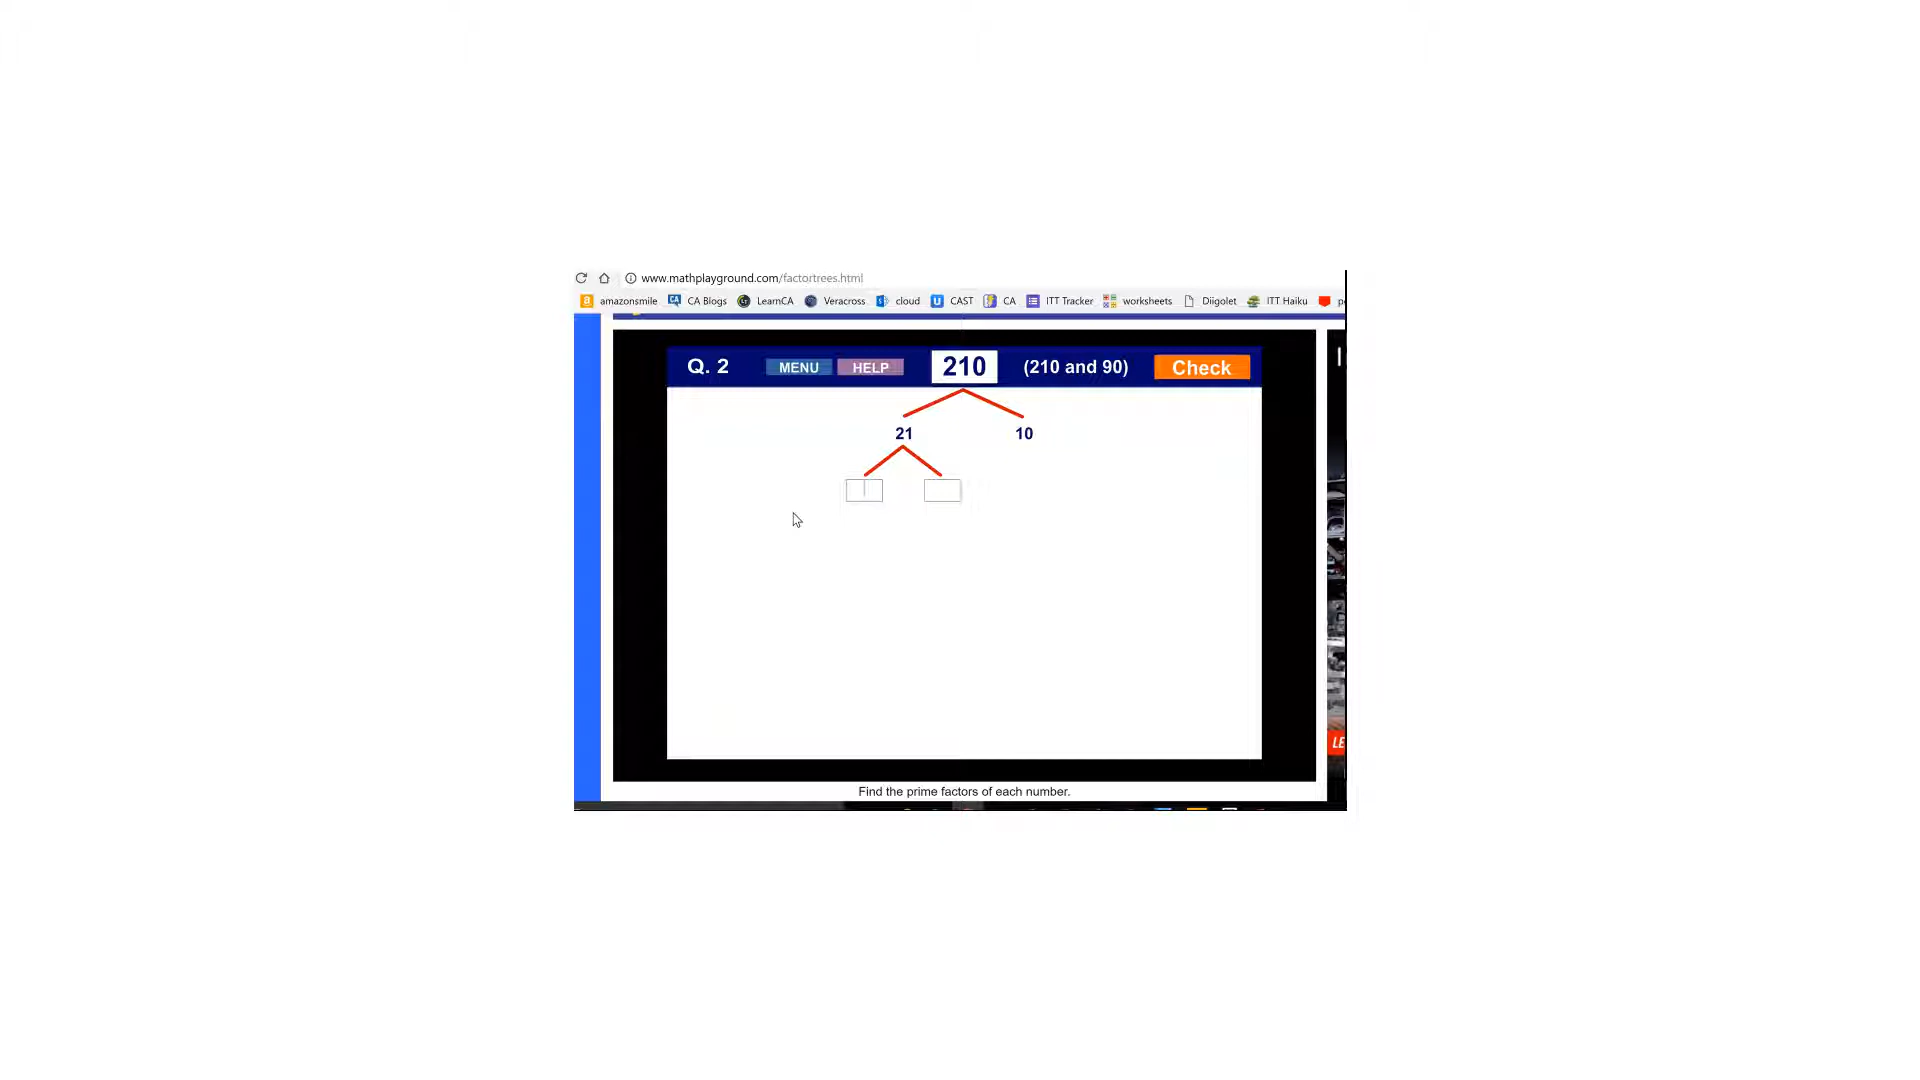 www.mathplayground.com/factortrees.html
amazonsmile CA Blogs LearnCA Veracross cloud CAST CA ITT Tracker worksheets Diigolet ITT Haiku
Q. 2 MENU HELP 210 (210 and 90) Check
21 10
LE
Find the prime factors of each number.